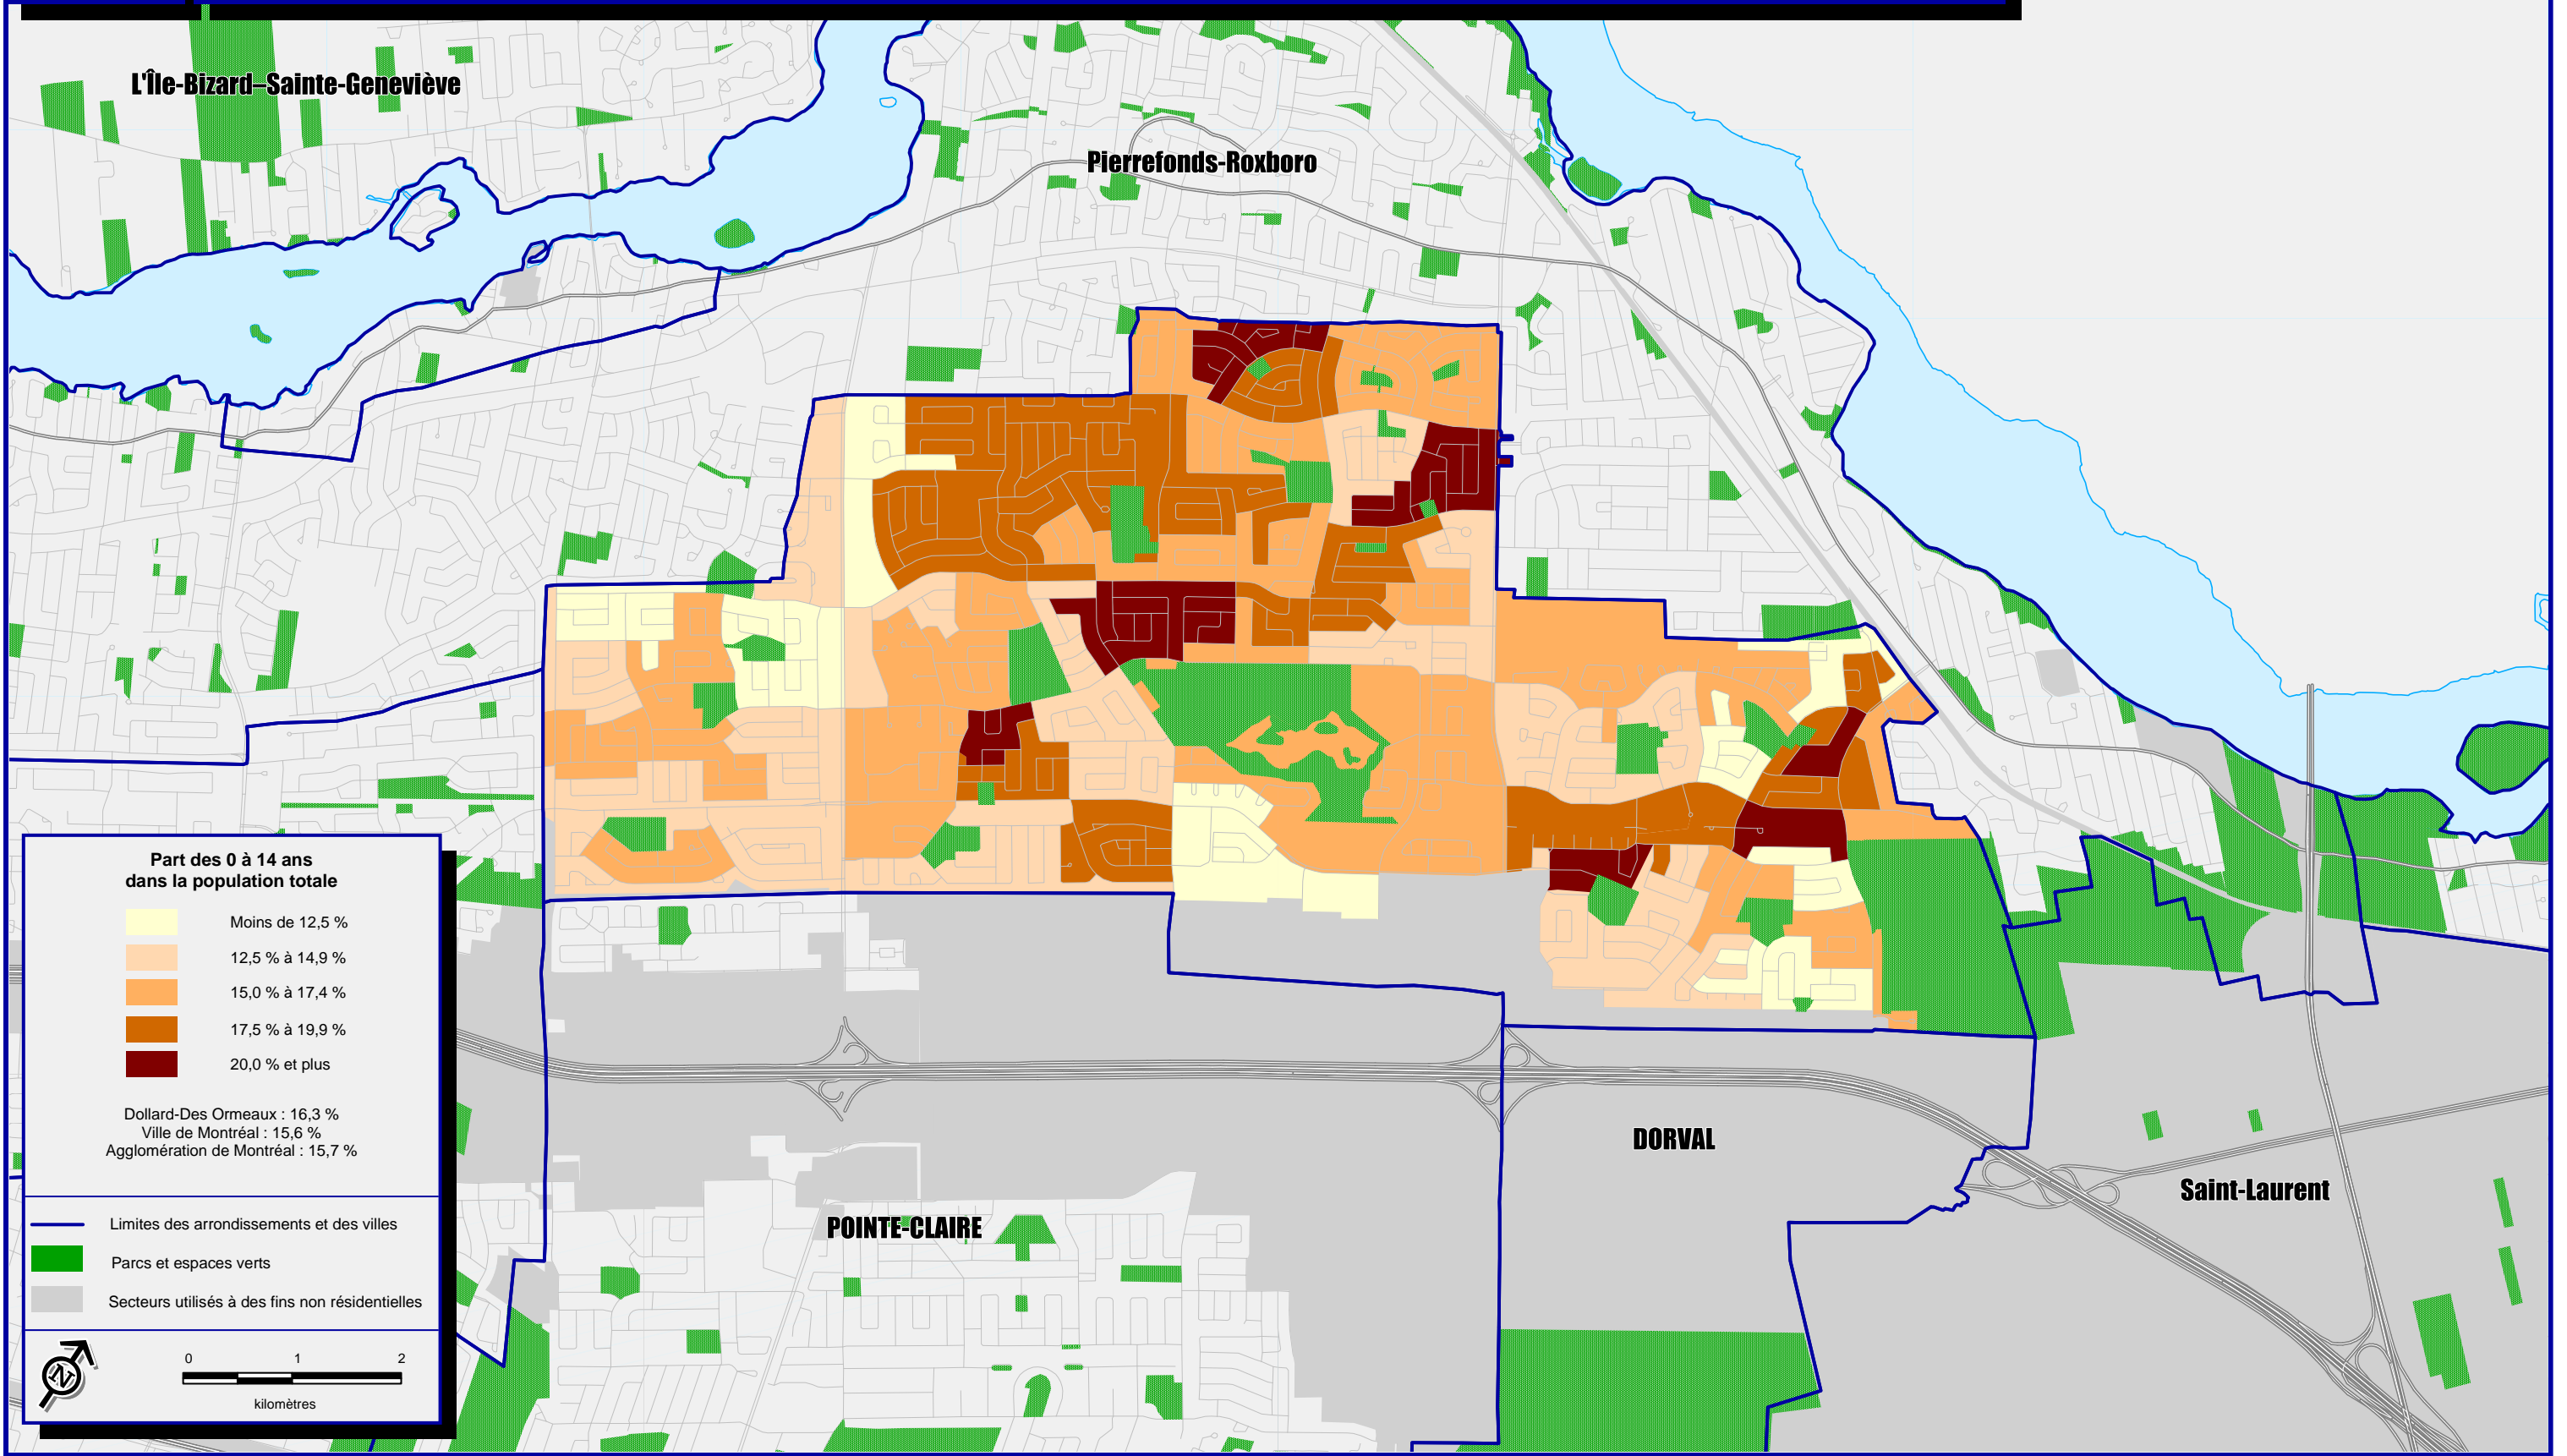 L'Île-Bizard–Sainte-Geneviève
Pierrefonds-Roxboro
Part des 0 à 14 ans
dans la population totale
Moins de 12,5 %
12,5 % à 14,9 %
15,0 % à 17,4 %
17,5 % à 19,9 %
20,0 % et plus
Dollard-Des Ormeaux : 16,3 %
Ville de Montréal : 15,6 %
Agglomération de Montréal : 15,7 %
Limites des arrondissements et des villes
Parcs et espaces verts
Secteurs utilisés à des fins non résidentielles
N
0 1 2
kilomètres
DORVAL
Saint-Laurent
POINTE-CLAIRE